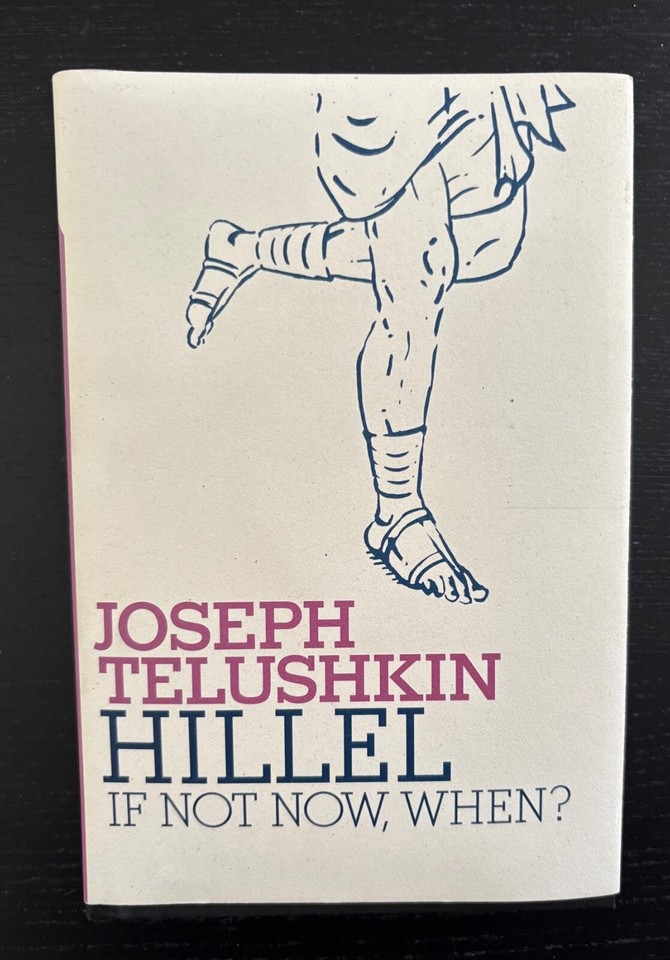 JOSEPH
TELUSHKIN
HILLEL
IF NOT NOW, WHEN?